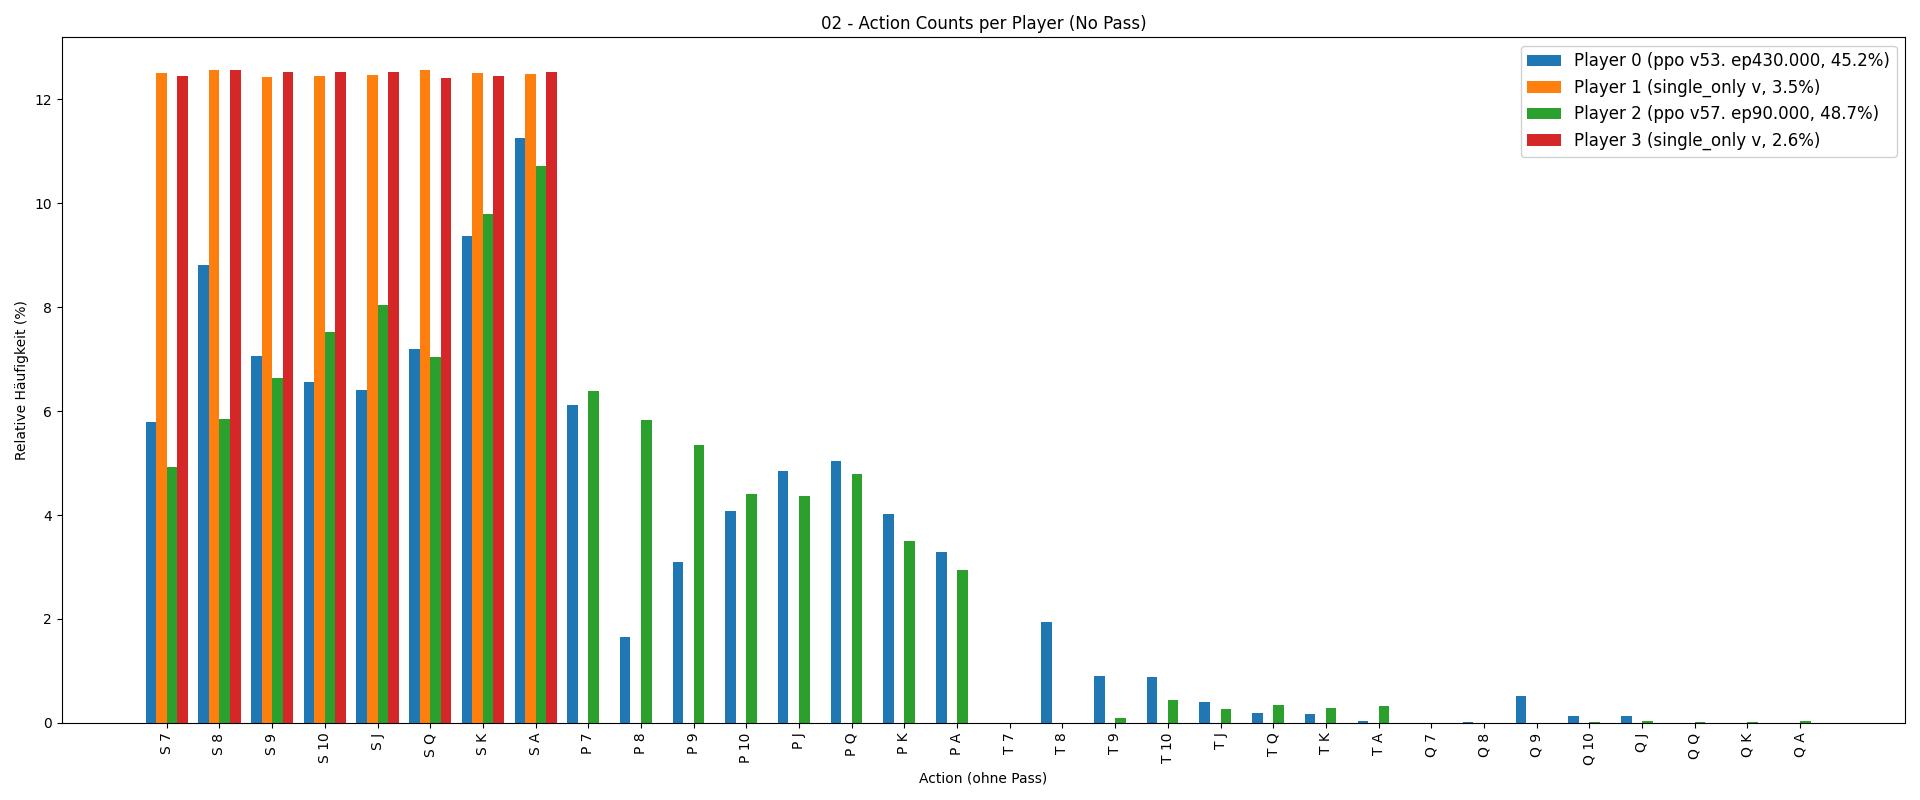 02 - Action Counts per Player (No Pass)
Player 0 (ppo v53. ep430.000, 45.2%)
Player 1 (single_only v, 3.5%)
Player 2 (ppo v57. ep90.000, 48.7%)
Player 3 (single_only v, 2.6%)
Relative Häufigkeit (%)
12
10
8
6
4
2
0
S 7
S 8
S 9
S 10
S J
S Q
S K
S A
P 7
P 8
P 9
P 10
P J
P Q
P K
P A
T 7
T 8
T 9
T 10
T J
T Q
T K
T A
Q 7
Q 8
Q 9
Q 10
Q J
Q Q
Q K
Q A
Action (ohne Pass)